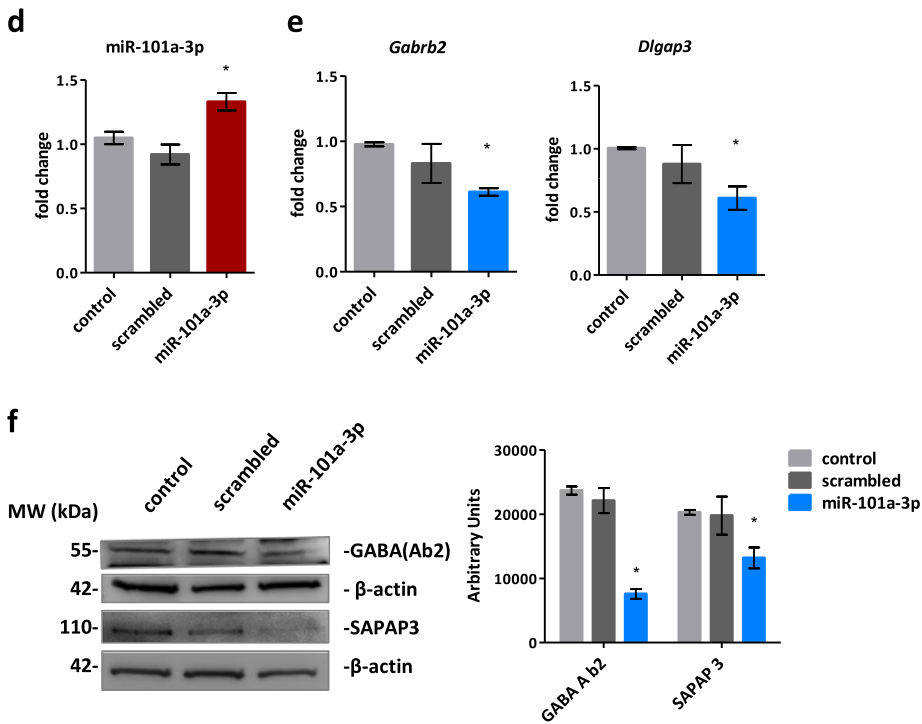 d
miR-101a-3p
fold change
1.5
1.0
0.5
0.0
*
control
scrambled
miR-101a-3p
e
Gabrb2
fold change
1.5
1.0
0.5
0.0
*
control
scrambled
miR-101a-3p
Dlgap3
fold change
1.5
1.0
0.5
0.0
*
control
scrambled
miR-101a-3p
f
control
scrambled
miR-101a-3p
MW (kDa)
55- -GABA(Ab2)
42- - β-actin
110- -SAPAP3
42- -β-actin
Arbitrary Units
30000
20000
10000
0
*
*
GABA A b2
SAPAP 3
control
scrambled
miR-101a-3p